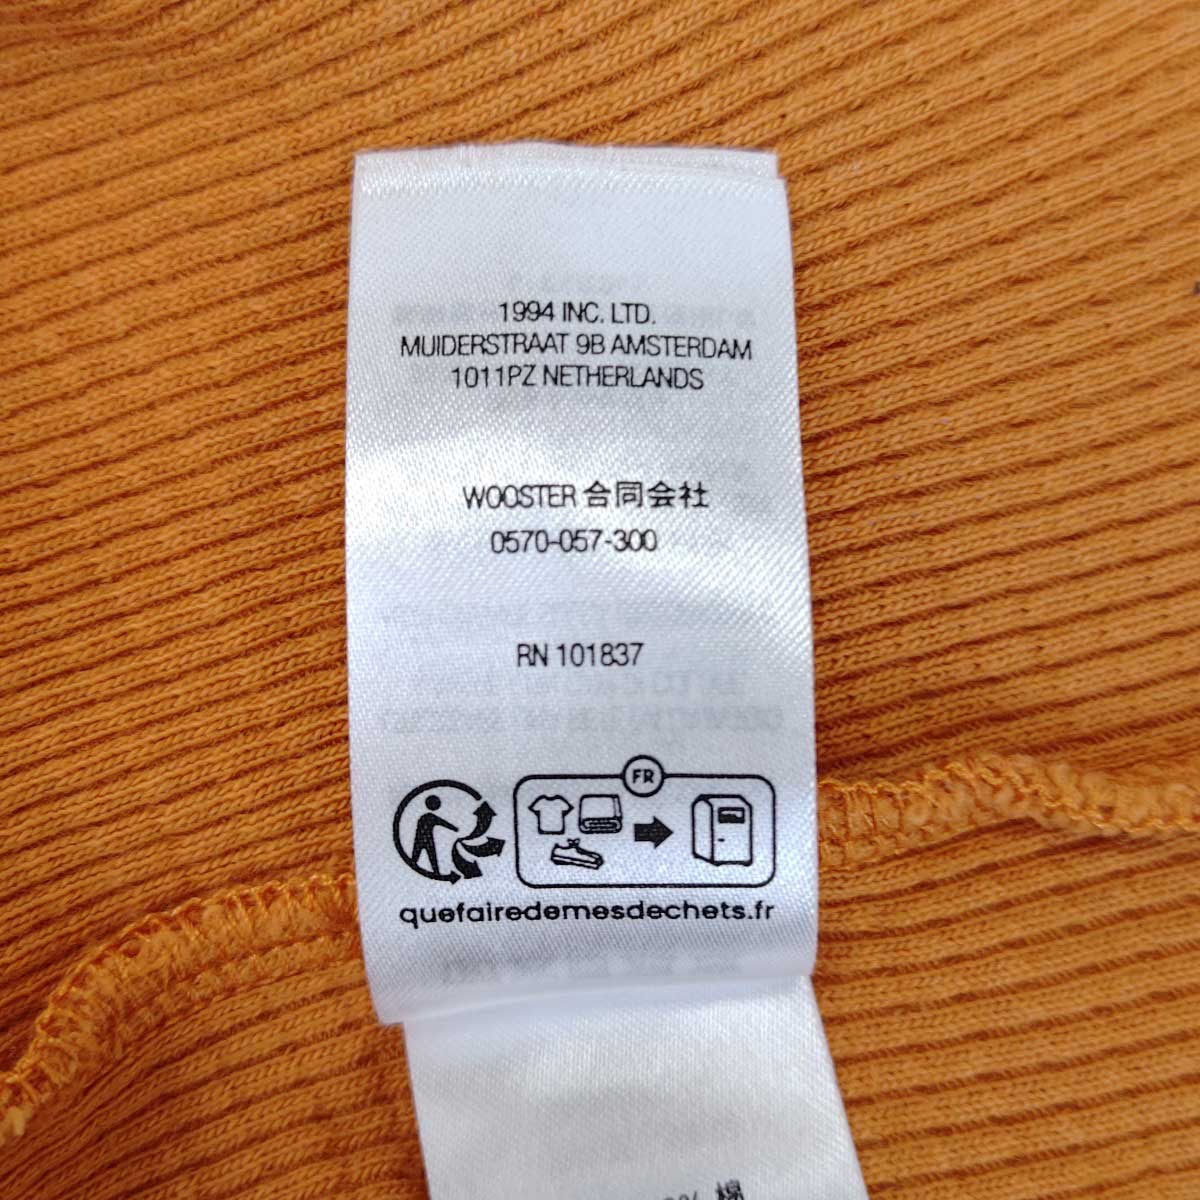 1994 INC. LTD.
MUIDERSTRAAT 9B AMSTERDAM
1011PZ NETHERLANDS
WOOSTER 合同会社
0570-057-300
RN 101837
FR
quefairedemesdechets.fr
% 棉